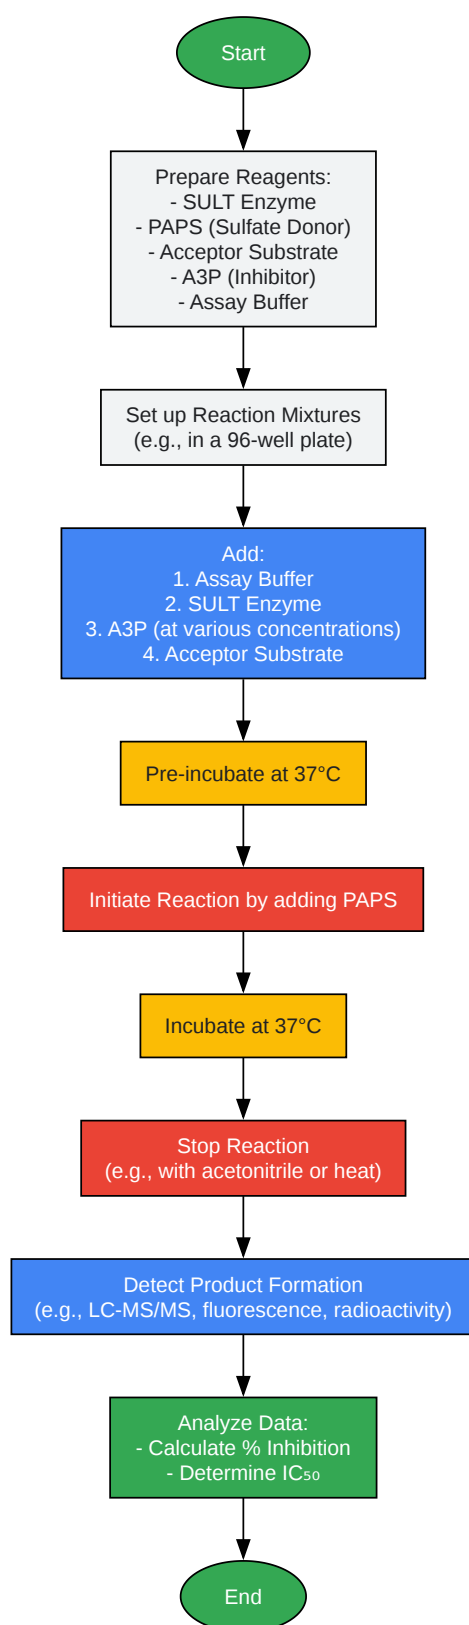 Start
Prepare Reagents:
- SULT Enzyme
- PAPS (Sulfate Donor)
- Acceptor Substrate
- A3P (Inhibitor)
- Assay Buffer
Set up Reaction Mixtures
(e.g., in a 96-well plate)
Add:
1. Assay Buffer
2. SULT Enzyme
3. A3P (at various concentrations)
4. Acceptor Substrate
Pre-incubate at 37°C
Initiate Reaction by adding PAPS
Incubate at 37°C
Stop Reaction
(e.g., with acetonitrile or heat)
Detect Product Formation
(e.g., LC-MS/MS, fluorescence, radioactivity)
Analyze Data:
- Calculate % Inhibition
- Determine IC₅₀
End